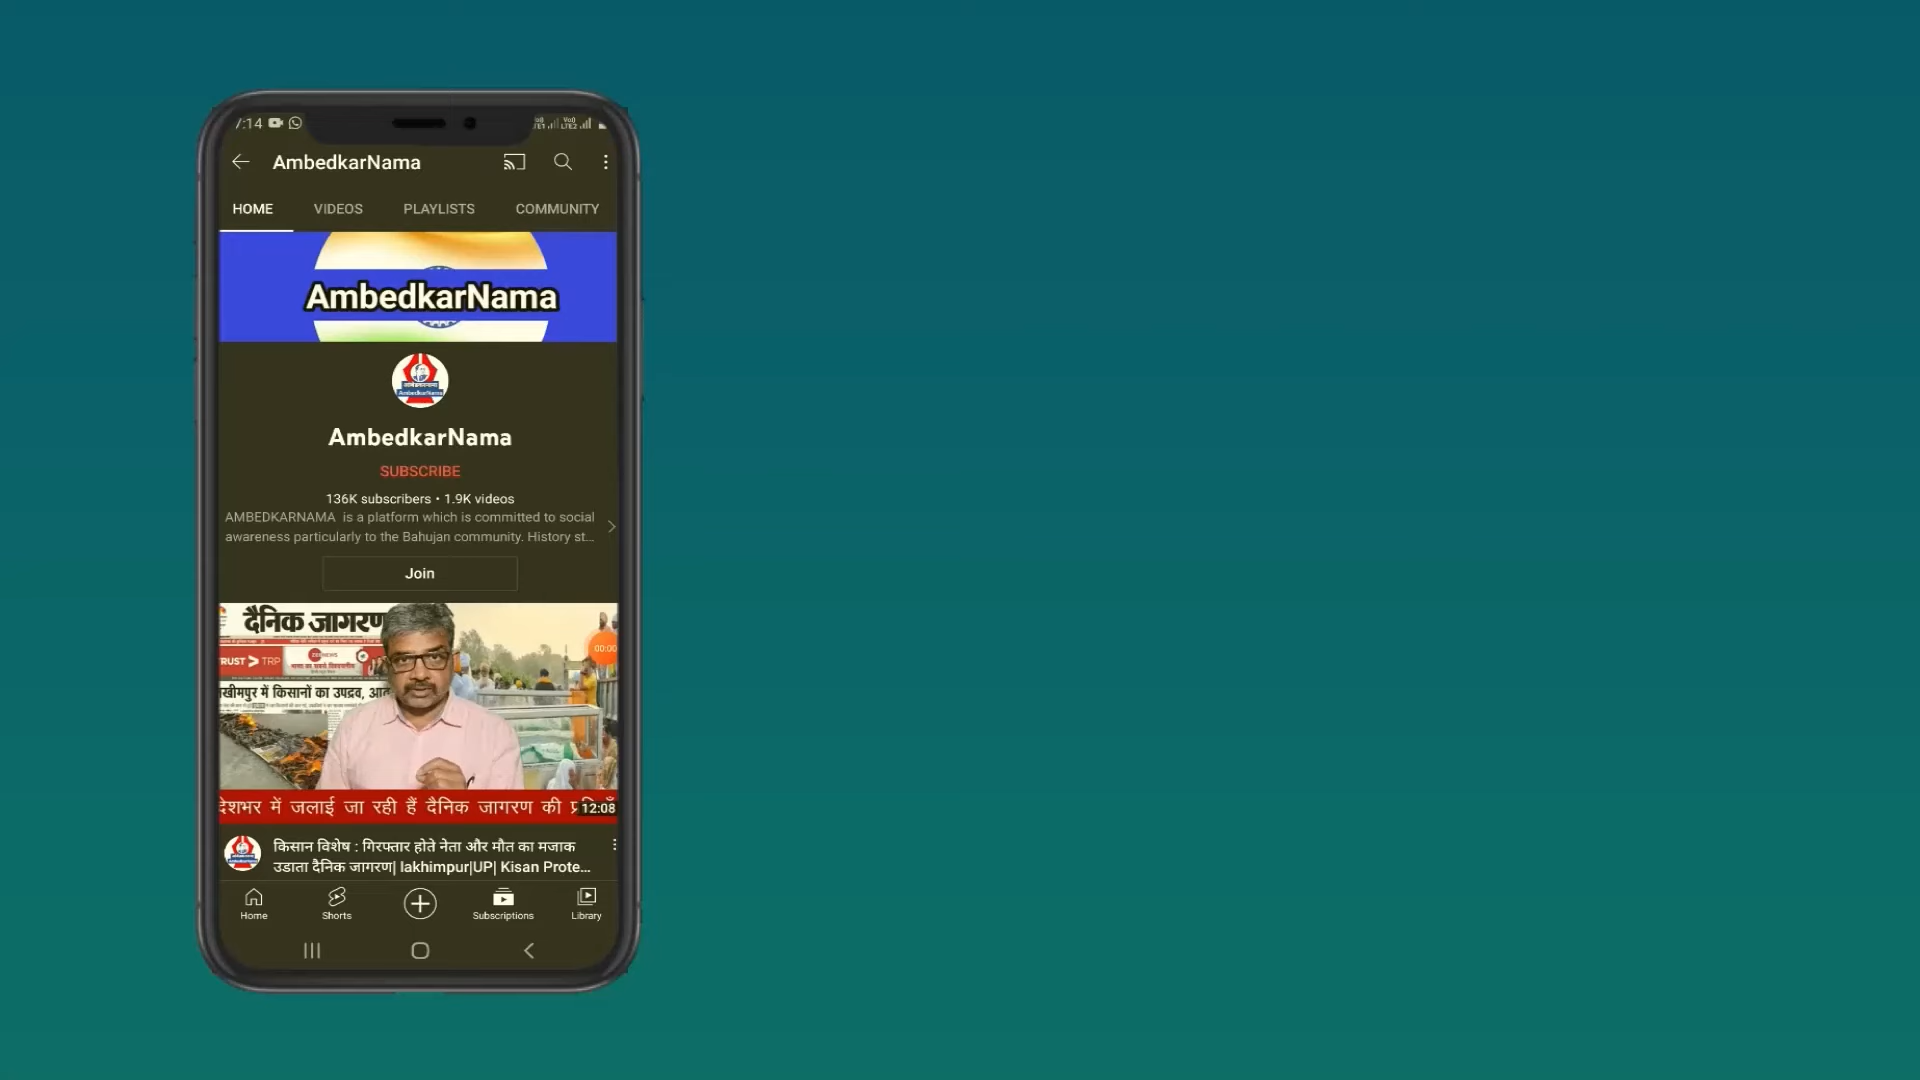 7:14
AmbedkarNama
HOME VIDEOS PLAYLISTS COMMUNITY
AmbedkarNama
AmbedkarNama
AmbedkarNama
SUBSCRIBE
136K subscribers • 1.9K videos
AMBEDKARNAMA is a platform which is committed to social
awareness particularly to the Bahujan community. History st...
Join
दैनिक जागरण
TRUST > TRP
00:00
खीमपुर में किसानों का उपद्रव,
देशभर में जलाई जा रही हैं दैनिक जागरण की
12:08
किसान विशेष : गिरफ्तार होते नेता और मौत का मजाक
उडाता दैनिक जागरण| lakhimpur|UP| Kisan Prote...
Home Shorts Subscriptions Library